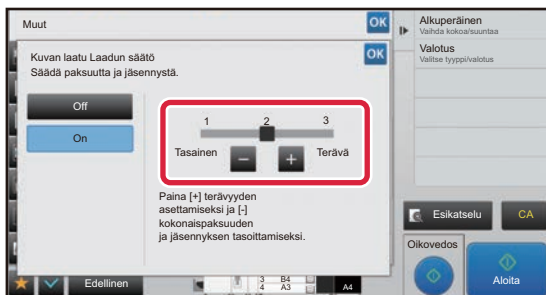 Muut
OK
Kuvan laatu Laadun säätö
Säädä paksuutta ja jäsennystä.
OK
Off
On
1 2 3
Tasainen - + Terävä
Paina [+] terävyyden
asettamiseksi ja [-]
kokonaispaksuuden
ja jäsennyksen tasoittamiseksi.
Edellinen
3 B4
4 A3
A4
Alkuperäinen
Vaihda kokoa/suuntaa
Valotus
Valitse tyyppi/valotus
Esikatselu
CA
Oikovedos
Aloita